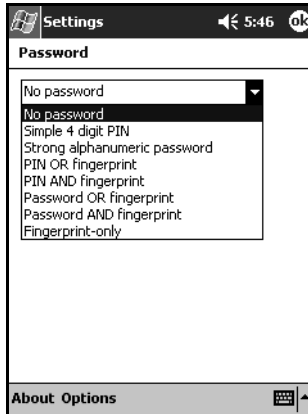 Settings 5:46 ok
Password
No password
No password
Simple 4 digit PIN
Strong alphanumeric password
PIN OR fingerprint
PIN AND fingerprint
Password OR fingerprint
Password AND fingerprint
Fingerprint-only
About Options